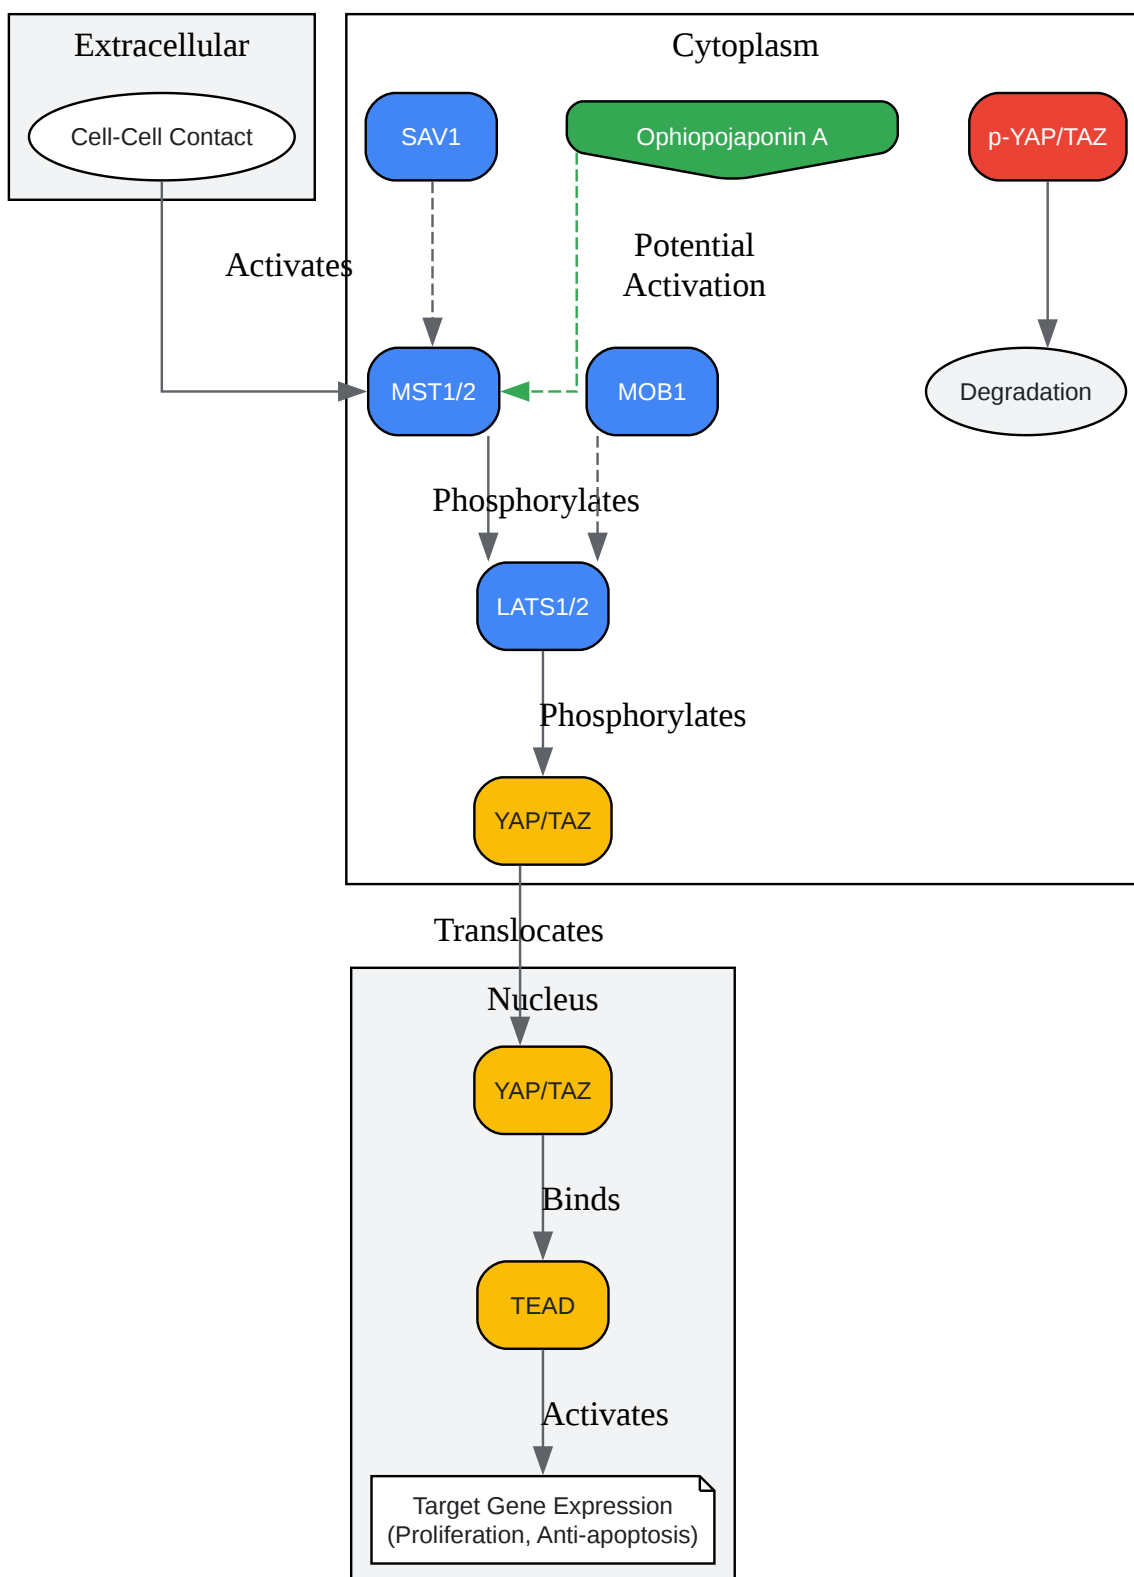 Extracellular
Cytoplasm
Cell-Cell Contact
SAV1
Ophiopojaponin A
p-YAP/TAZ
Activates
Potential
Activation
MST1/2
MOB1
Degradation
Phosphorylates
LATS1/2
Phosphorylates
YAP/TAZ
Translocates
Nucleus
YAP/TAZ
Binds
TEAD
Activates
Target Gene Expression
(Proliferation, Anti-apoptosis)